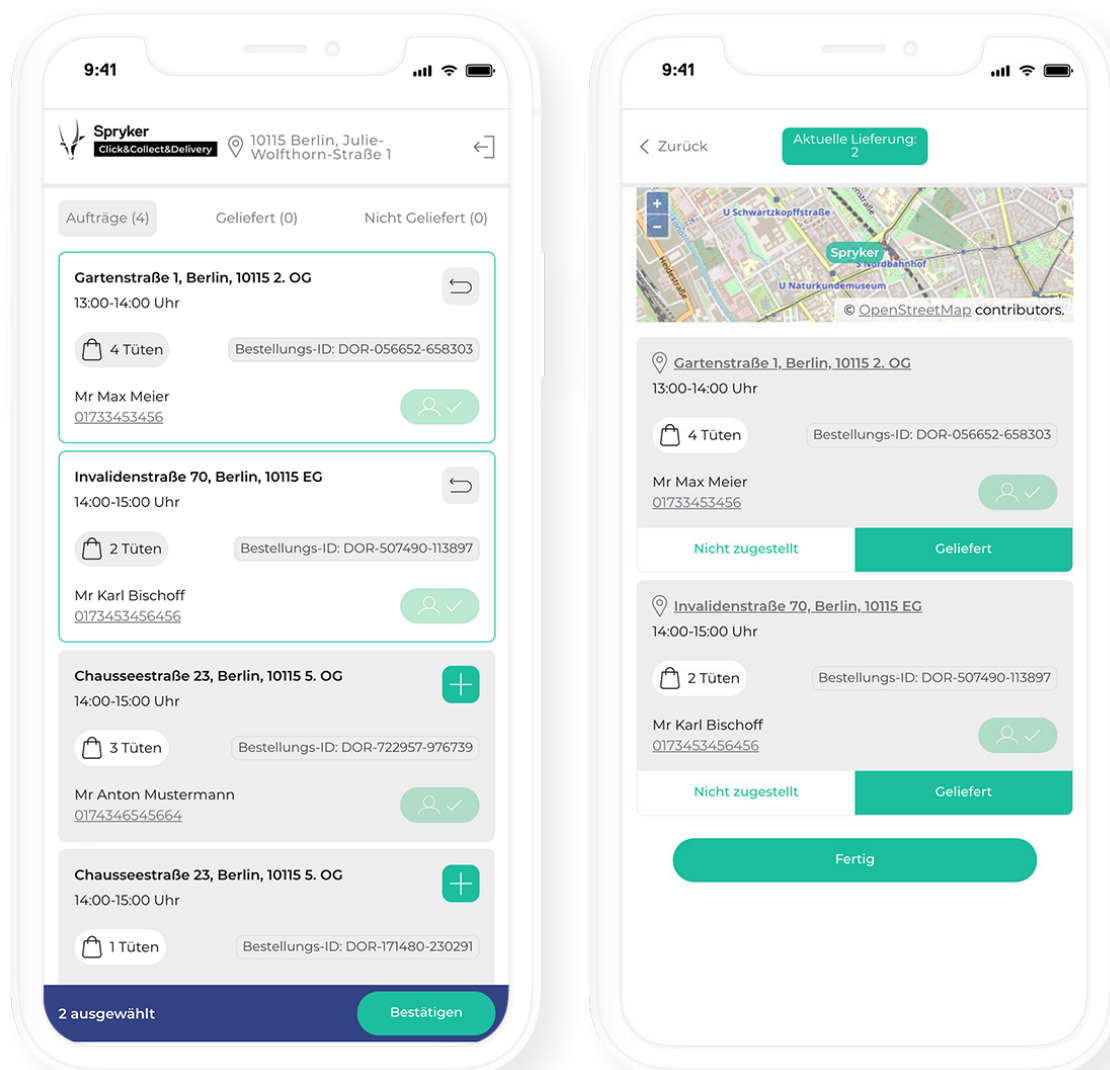 9:41
Spryker
Click&Collect&Delivery
10115 Berlin, Julie-
Wolfthorn-Straße 1
Aufträge (4)
Geliefert (0)
Nicht Geliefert (0)
Gartenstraße 1, Berlin, 10115 2. OG
13:00-14:00 Uhr
4 Tüten
Bestellungs-ID: DOR-056652-658303
Mr Max Meier
01733453456
Invalidenstraße 70, Berlin, 10115 EG
14:00-15:00 Uhr
2 Tüten
Bestellungs-ID: DOR-507490-113897
Mr Karl Bischoff
0173453456456
Chausseestraße 23, Berlin, 10115 5. OG
14:00-15:00 Uhr
3 Tüten
Bestellungs-ID: DOR-722957-976739
Mr Anton Mustermann
0174346545664
Chausseestraße 23, Berlin, 10115 5. OG
14:00-15:00 Uhr
1 Tüten
Bestellungs-ID: DOR-171480-230291
2 ausgewählt
Bestätigen
9:41
Zurück
Aktuelle Lieferung:
2
+
-
U Schwartzkopffstraße
Heidestraße
Spryker
S Nordbahnhof
U Naturkundemuseum
© OpenStreetMap contributors.
Gartenstraße 1, Berlin, 10115 2. OG
13:00-14:00 Uhr
4 Tüten
Bestellungs-ID: DOR-056652-658303
Mr Max Meier
01733453456
Nicht zugestellt
Geliefert
Invalidenstraße 70, Berlin, 10115 EG
14:00-15:00 Uhr
2 Tüten
Bestellungs-ID: DOR-507490-113897
Mr Karl Bischoff
0173453456456
Nicht zugestellt
Geliefert
Fertig